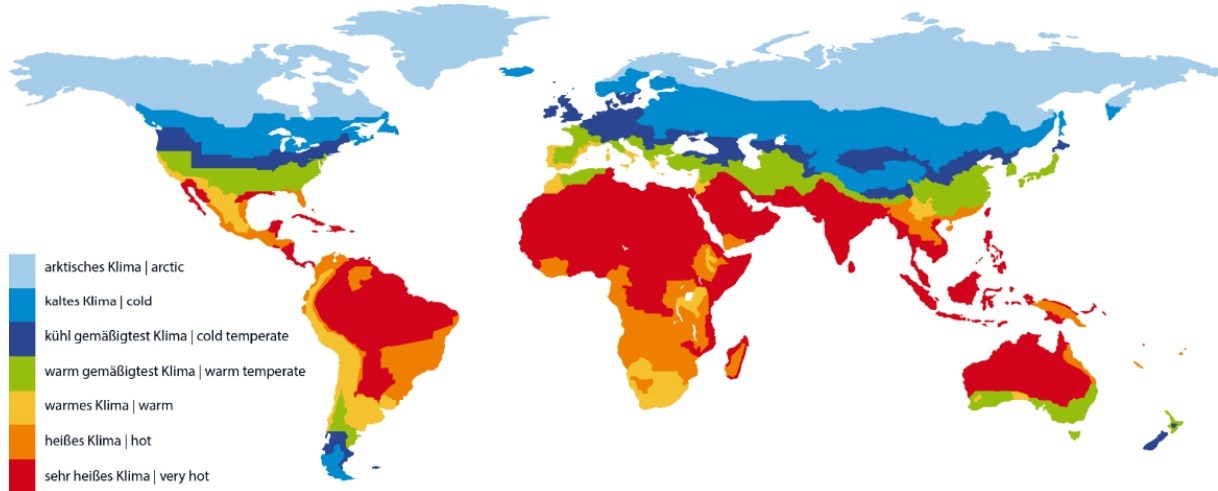 arktisches Klima | arctic
kaltes Klima | cold
kühl gemäßigtest Klima | cold temperate
warm gemäßigtest Klima | warm temperate
warmes Klima | warm
heißes Klima | hot
sehr heißes Klima | very hot